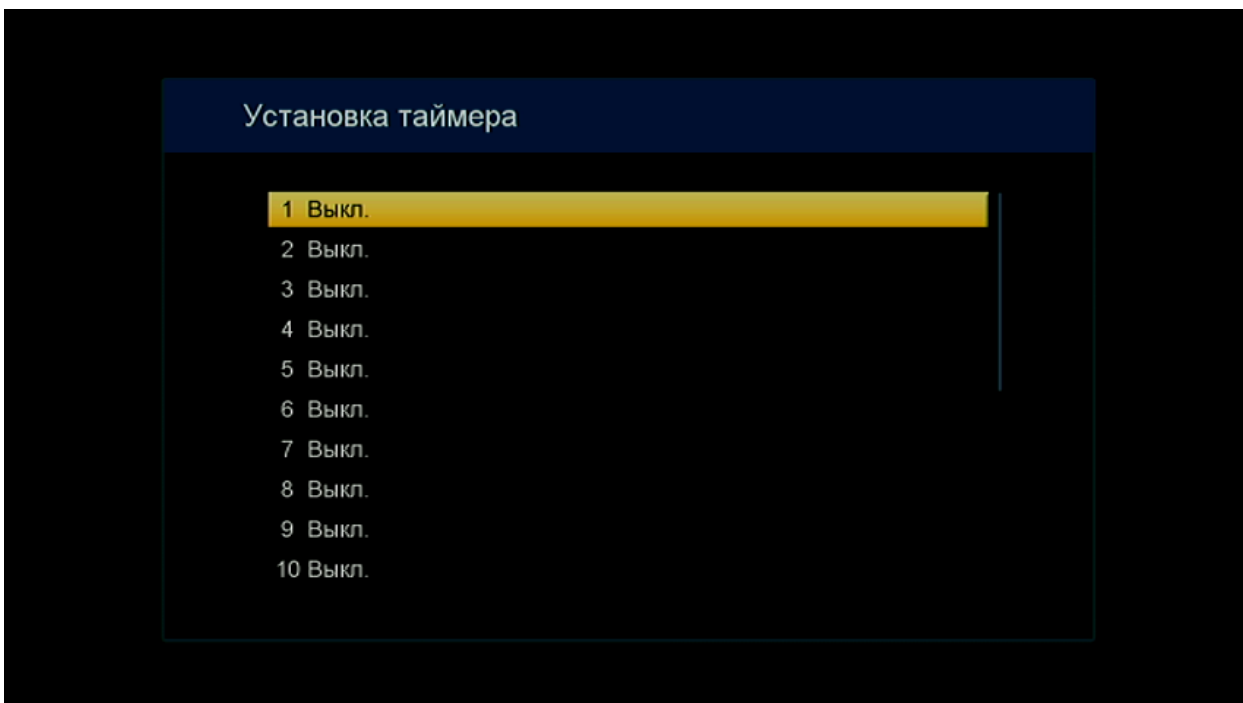 Установка таймера
1 Выкл.
2 Выкл.
3 Выкл.
4 Выкл.
5 Выкл.
6 Выкл.
7 Выкл.
8 Выкл.
9 Выкл.
10 Выкл.